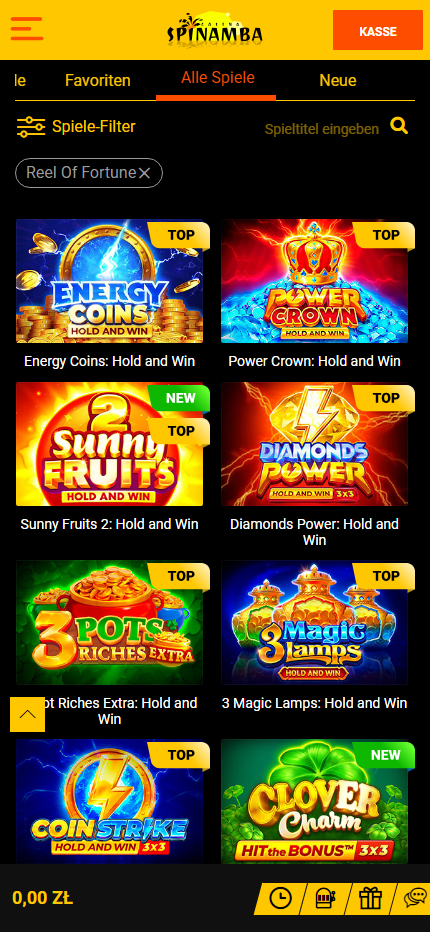 CASINO
SPINAMBA
KASSE
le
Favoriten
Alle Spiele
Neue
Spiele-Filter
Spieltitel eingeben
Reel Of Fortune
TOP
ENERGY
COINS
HOLD AND WIN
Energy Coins: Hold and Win
TOP
POWER
CROWN
HOLD AND WIN
Power Crown: Hold and Win
NEW
TOP
2
Sunny
FRUITS
HOLD AND WIN
Sunny Fruits 2: Hold and Win
TOP
DIAMONDS
POWER
HOLD AND WIN 3X3
Diamonds Power: Hold and
Win
TOP
3 POTS
RICHES EXTRA
ot Riches Extra: Hold and
Win
TOP
3 Magic
Lamps
HOLD AND WIN
3 Magic Lamps: Hold and Win
TOP
COIN STRIKE
HOLD AND WIN 3X3
NEW
CLOVER
Charm
HIT the BONUS™ 3X3
0,00 ZŁ